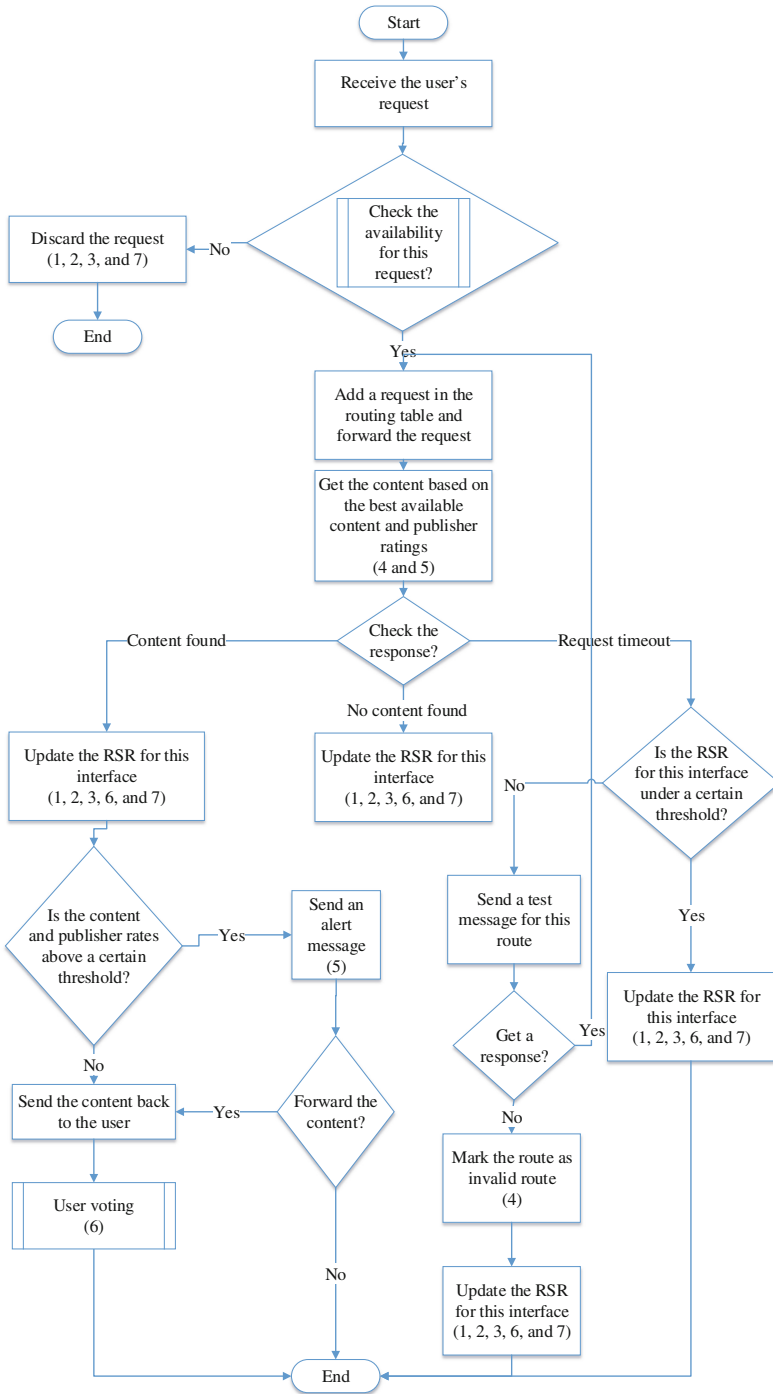 Start
Receive the user's
request
Check the
availability
for this
request?
No
Discard the request
(1, 2, 3, and 7)
End
Yes
Add a request in the
routing table and
forward the request
Get the content based on
the best available
content and publisher
ratings
(4 and 5)
Check the
response?
Content found
Request timeout
No content found
Update the RSR for this
interface
(1, 2, 3, 6, and 7)
Update the RSR for this
interface
(1, 2, 3, 6, and 7)
Is the RSR
for this interface
under a certain
threshold?
No
Yes
Is the content
and publisher rates
above a certain
threshold?
Yes
Send an
alert
message
(5)
Send a test
message for this
route
Update the RSR for
this interface
(1, 2, 3, 6, and 7)
Get a
response?
Yes
No
No
Send the content back
to the user
Yes
Forward the
content?
Mark the route as
invalid route
(4)
User voting
(6)
No
Update the RSR
for this interface
(1, 2, 3, 6, and 7)
End